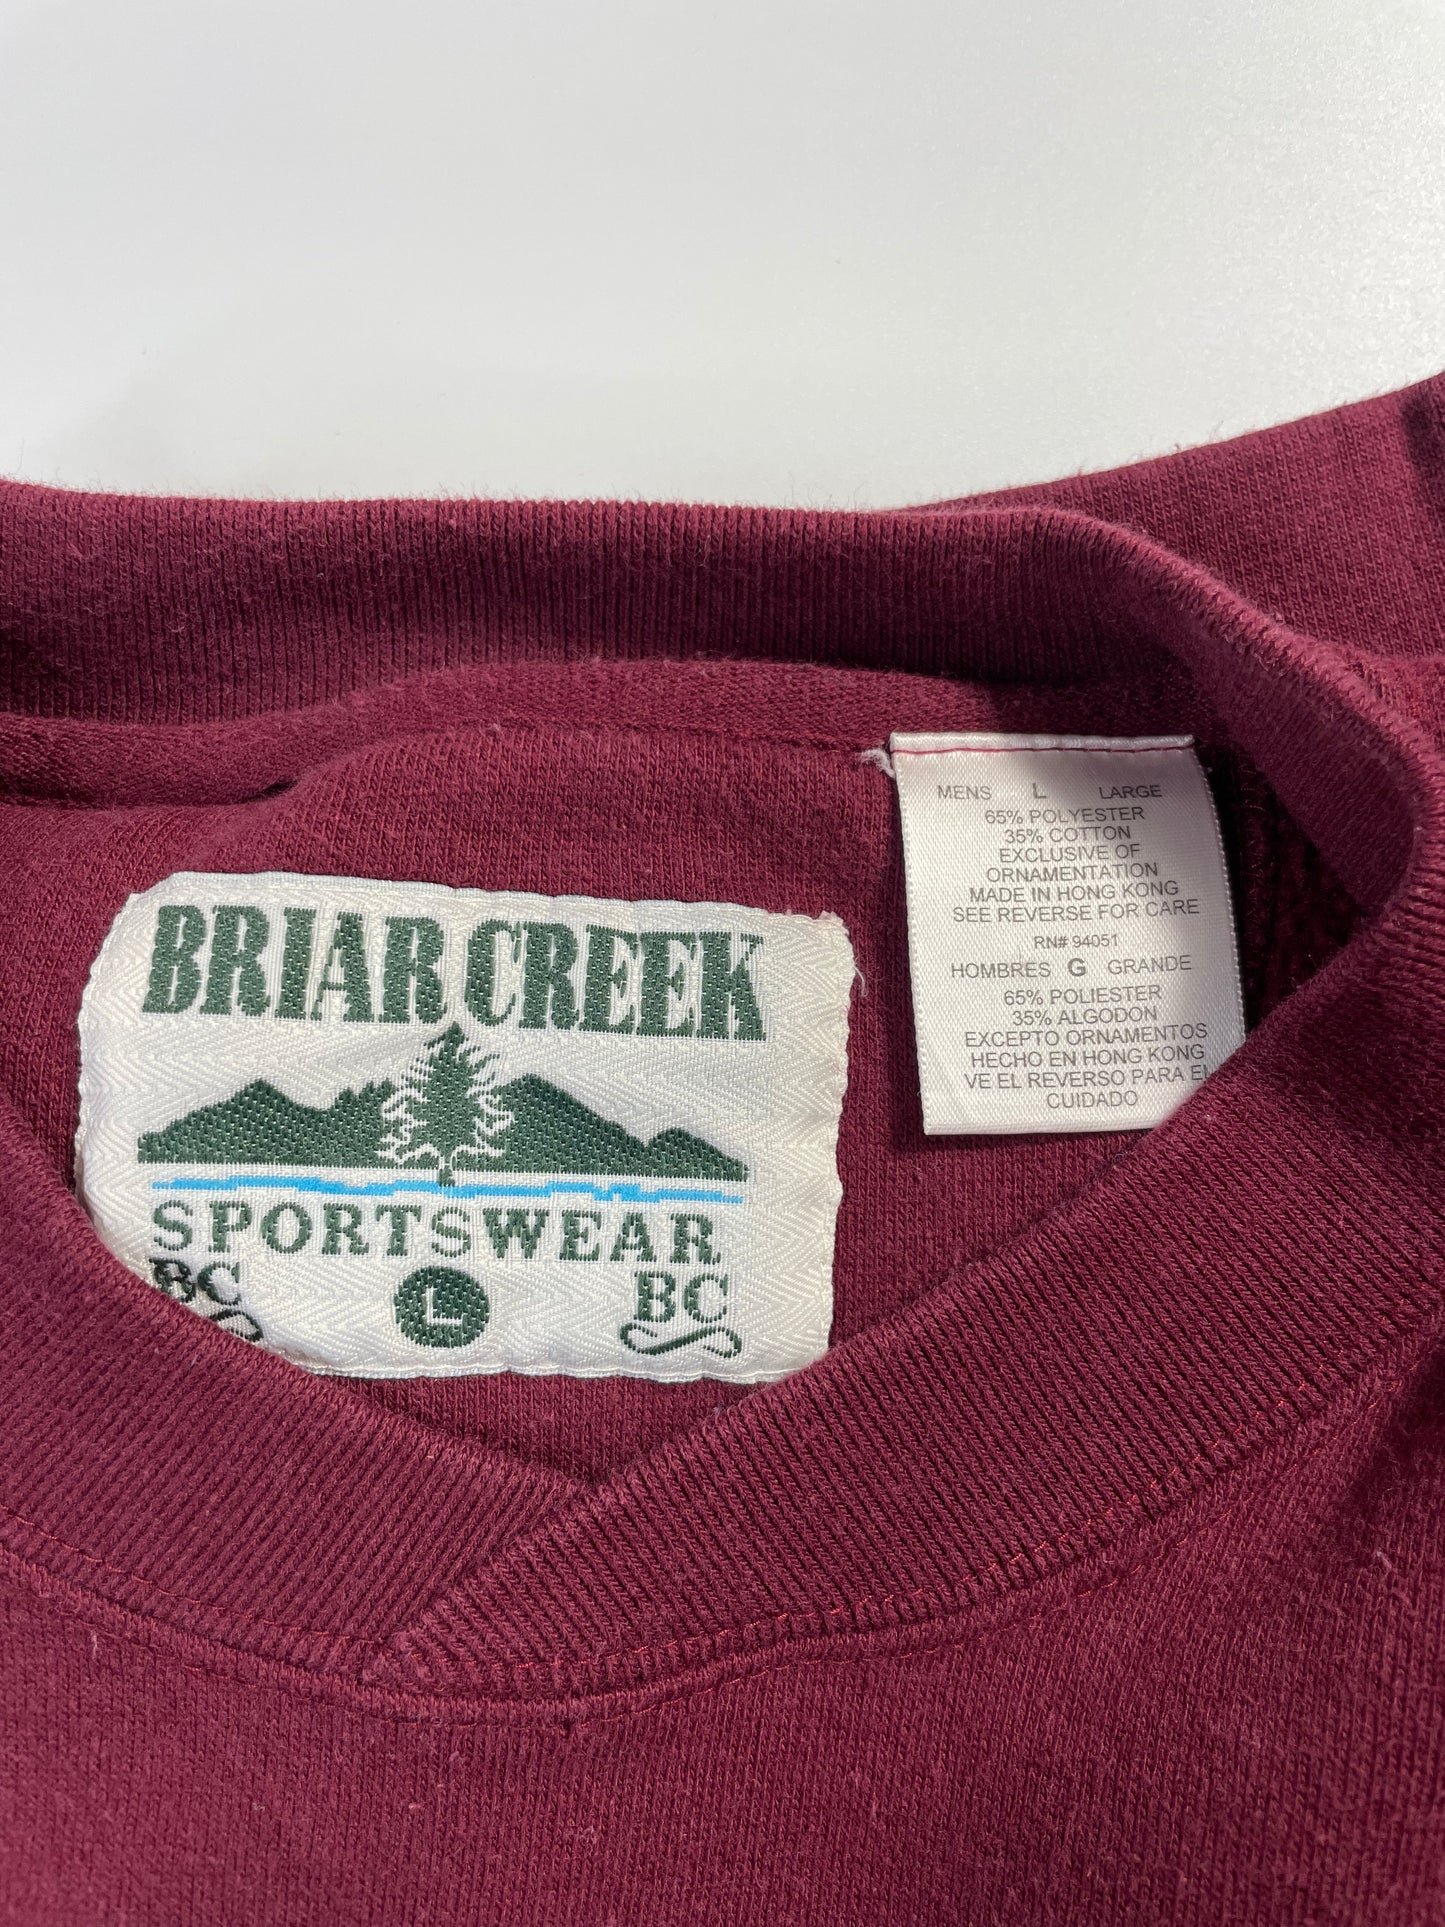 BRIAR CREEK
SPORTSWEAR
BC L BC
MENS L LARGE
65% POLYESTER
35% COTTON
EXCLUSIVE OF
ORNAMENTATION
MADE IN HONG KONG
SEE REVERSE FOR CARE
RN# 94051
HOMBRES G GRANDE
65% POLIESTER
35% ALGODON
EXCEPTO ORNAMENTOS
HECHO EN HONG KONG
VE EL REVERSO PARA EL
CUIDADO